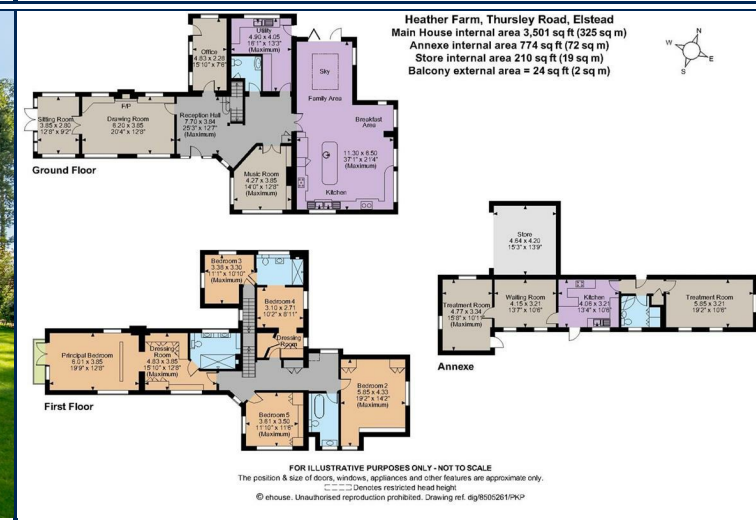 Heather Farm, Thursley Road, Elstead
Main House internal area 3,501 sq ft (325 sq m)
Annexe internal area 774 sq ft (72 sq m)
Store internal area 210 sq ft (19 sq m)
Balcony external area = 24 sq ft (2 sq m)
W
N
S
E
Utility
4.90 x 4.05
16'1" x 13'3"
(Maximum)
Office
4.83 x 2.28
15'10" x 7'6"
Sky
Family Area
Sitting Room
3.85 x 2.80
12'8" x 9'2"
F/P
Drawing Room
6.20 x 3.85
20'4" x 12'8"
Reception Hall
7.70 x 3.84
25'3" x 12'7"
(Maximum)
Breakfast
Area
11.30 x 6.50
37'1" x 21'4"
(Maximum)
Music Room
4.27 x 3.85
14'0" x 12'8"
(Maximum)
Kitchen
Ground Floor
Store
4.64 x 4.20
15'3" x 13'9"
Treatment Room
4.77 x 3.34
15'8" x 10'11"
(Maximum)
Waiting Room
4.15 x 3.21
13'7" x 10'6"
Kitchen
4.06 x 3.21
13'4" x 10'6"
Treatment Room
5.85 x 3.21
19'2" x 10'6"
Annexe
Bedroom 3
3.38 x 3.30
11'1" x 10'10"
(Maximum)
Bedroom 4
3.10 x 2.71
10'2" x 8'11"
Dressing
Room
Principal Bedroom
6.01 x 3.85
19'9" x 12'8"
Dressing
Room
4.83 x 3.85
15'10" x 12'8"
(Maximum)
Bedroom 2
5.85 x 4.33
19'2" x 14'2"
(Maximum)
Bedroom 5
3.61 x 3.50
11'10" x 11'6"
(Maximum)
First Floor
FOR ILLUSTRATIVE PURPOSES ONLY - NOT TO SCALE
The position & size of doors, windows, appliances and other features are approximate only.
Denotes restricted head height
© ehouse. Unauthorised reproduction prohibited. Drawing ref. dig/8505261/PKP